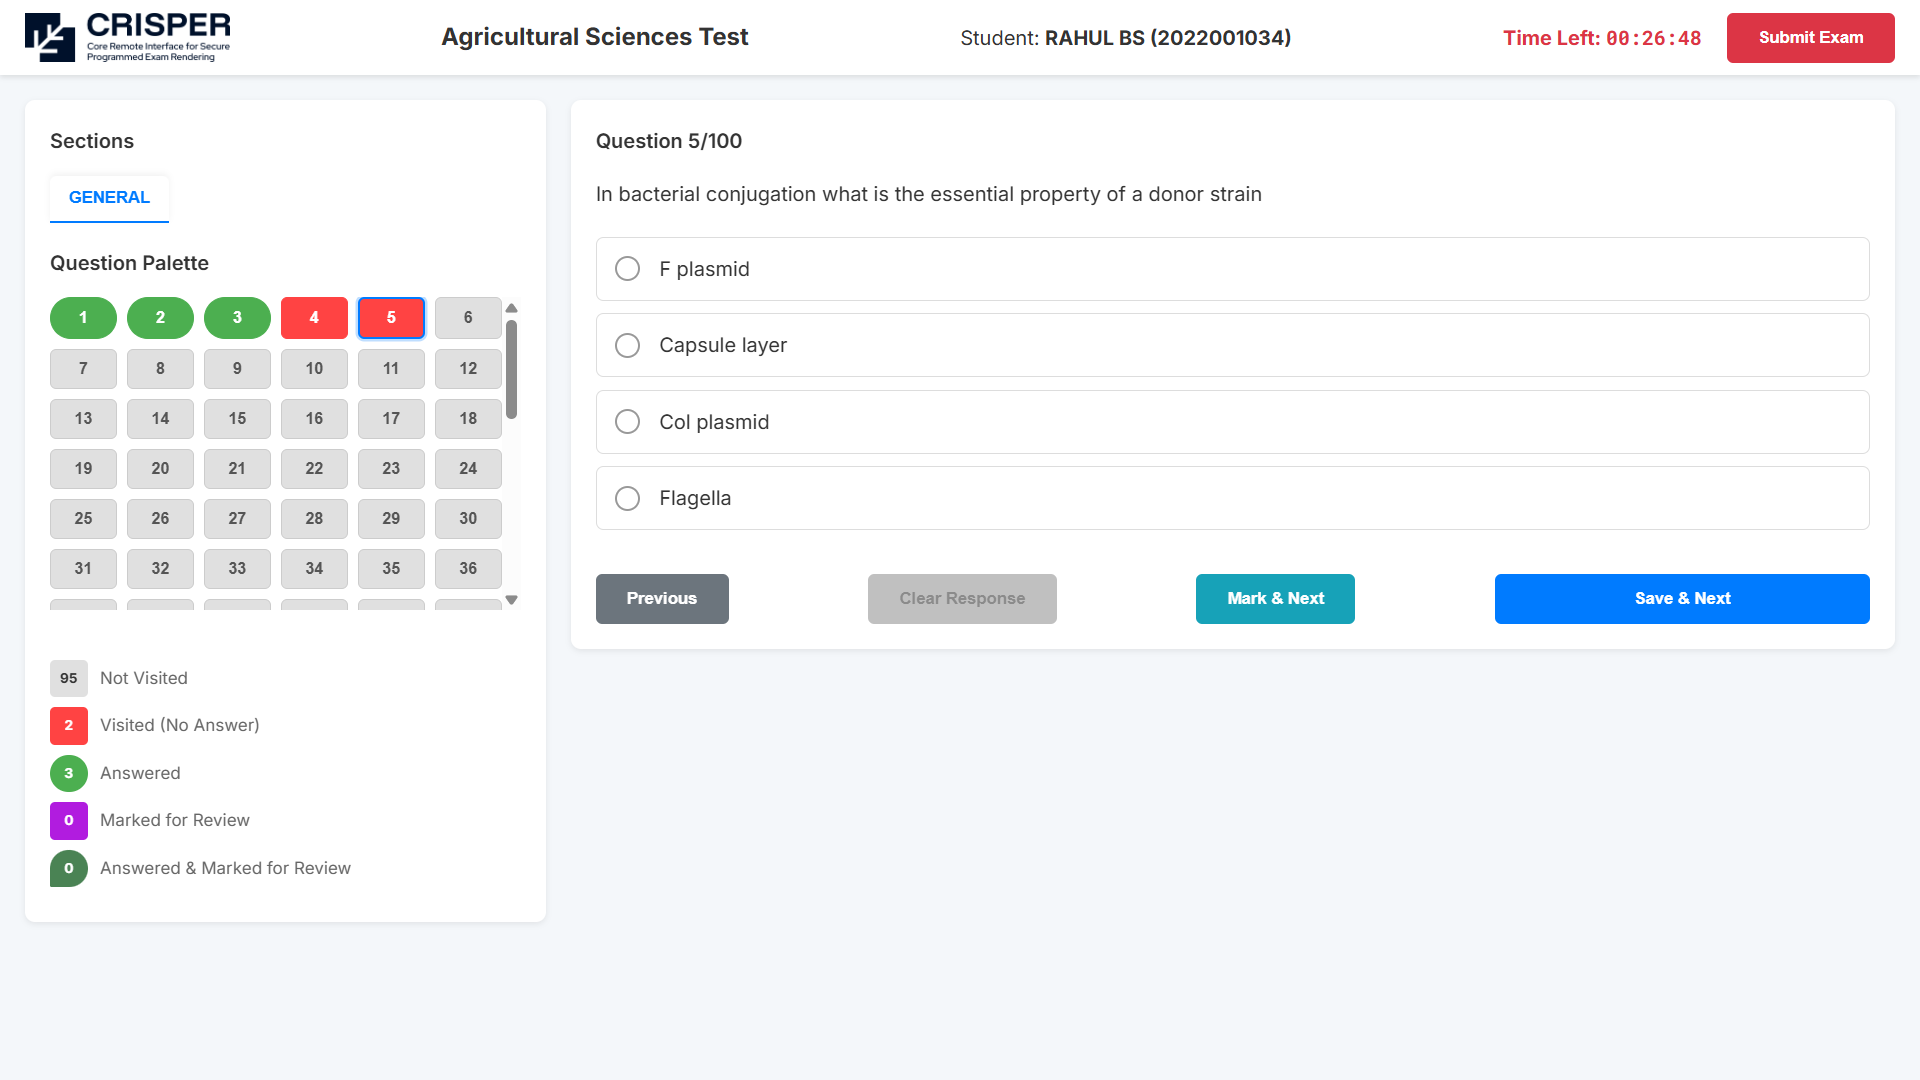 CRISPER
Core Remote Interface for Secure
Programmed Exam Rendering
Agricultural Sciences Test
Student: RAHUL BS (2022001034)
Time Left: 00:26:48
Submit Exam
Sections
GENERAL
Question Palette
1 2 3 4 5 6
7 8 9 10 11 12
13 14 15 16 17 18
19 20 21 22 23 24
25 26 27 28 29 30
31 32 33 34 35 36
95 Not Visited
2 Visited (No Answer)
3 Answered
0 Marked for Review
0 Answered & Marked for Review
Question 5/100
In bacterial conjugation what is the essential property of a donor strain
F plasmid
Capsule layer
Col plasmid
Flagella
Previous
Clear Response
Mark & Next
Save & Next